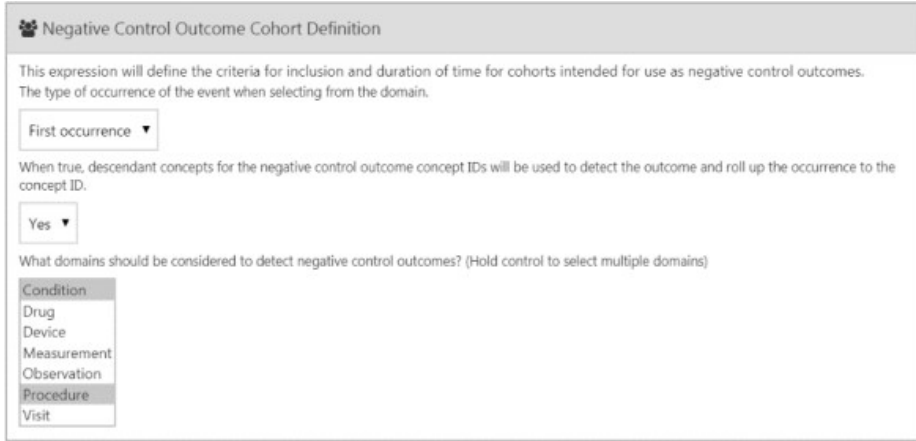 Negative Control Outcome Cohort Definition
This expression will define the criteria for inclusion and duration of time for cohorts intended for use as negative control outcomes.
The type of occurrence of the event when selecting from the domain.
First occurrence
When true, descendant concepts for the negative control outcome concept IDs will be used to detect the outcome and roll up the occurrence to the
concept ID.
Yes
What domains should be considered to detect negative control outcomes? (Hold control to select multiple domains)
Condition
Drug
Device
Measurement
Observation
Procedure
Visit